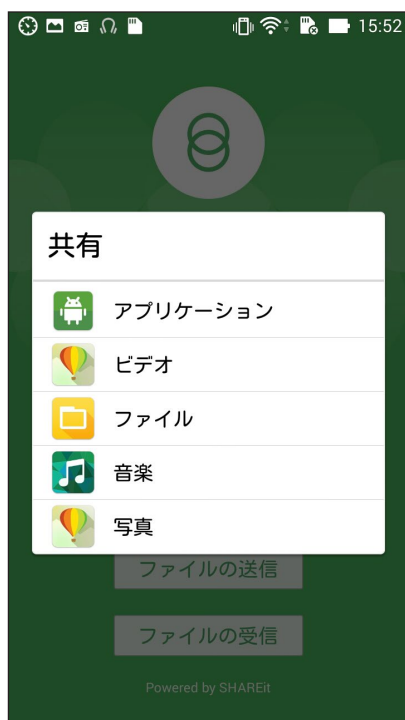 15:52
共有
アプリケーション
ビデオ
ファイル
音楽
写真
ファイルの送信
ファイルの受信
Powered by SHAREit